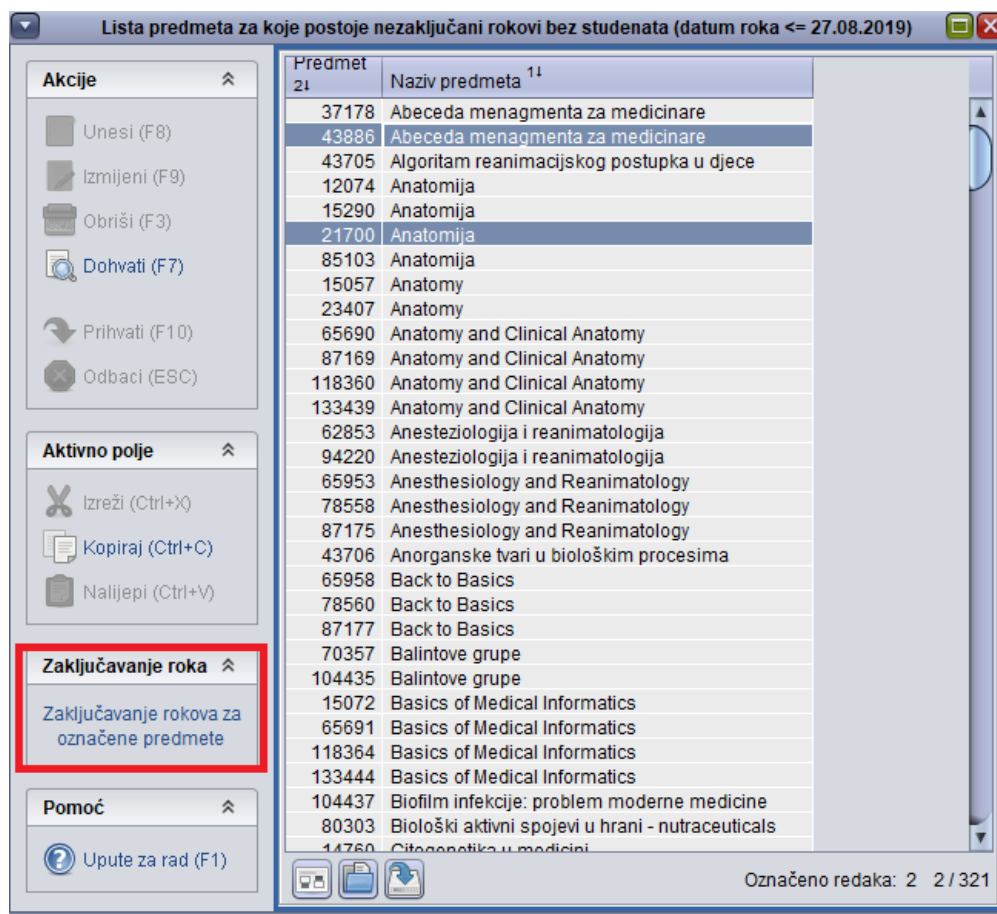 Lista predmeta za koje postoje nezaključani rokovi bez studenata (datum roka <= 27.08.2019)
Akcije
Unesi (F8)
Izmijeni (F9)
Obriši (F3)
Dohvati (F7)
Prihvati (F10)
Odbaci (ESC)
Aktivno polje
Izreži (Ctrl+X)
Kopiraj (Ctrl+C)
Nalijepi (Ctrl+V)
Zaključavanje roka
Zaključavanje rokova za
označene predmete
Pomoć
Upute za rad (F1)
Predmet 2↓ Naziv predmeta 1↓
37178 Abeceda menagmenta za medicinare
43886 Abeceda menagmenta za medicinare
43705 Algoritam reanimacijskog postupka u djece
12074 Anatomija
15290 Anatomija
21700 Anatomija
85103 Anatomija
15057 Anatomy
23407 Anatomy
65690 Anatomy and Clinical Anatomy
87169 Anatomy and Clinical Anatomy
118360 Anatomy and Clinical Anatomy
133439 Anatomy and Clinical Anatomy
62853 Anesteziologija i reanimatologija
94220 Anesteziologija i reanimatologija
65953 Anesthesiology and Reanimatology
78558 Anesthesiology and Reanimatology
87175 Anesthesiology and Reanimatology
43706 Anorganske tvari u biološkim procesima
65958 Back to Basics
78560 Back to Basics
87177 Back to Basics
70357 Balintove grupe
104435 Balintove grupe
15072 Basics of Medical Informatics
65691 Basics of Medical Informatics
118364 Basics of Medical Informatics
133444 Basics of Medical Informatics
104437 Biofilm infekcije: problem moderne medicine
80303 Biološki aktivni spojevi u hrani - nutraceuticals
14760 Citogenetika u medicini
Označeno redaka: 2 2 / 321